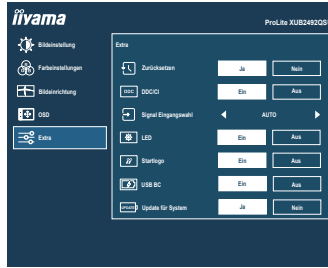 iiyama
ProLite XUB2492QS
Bildeinstellung
Farbeinstellungen
Bildeinrichtung
OSD
Extra
Extra
Zurücksetzen Ja Nein
DDC DDC/CI Ein Aus
Signal Eingangswahl AUTO
LED Ein Aus
Startlogo Ein Aus
USB BC Ein Aus
UPDATE Update für System Ja Nein